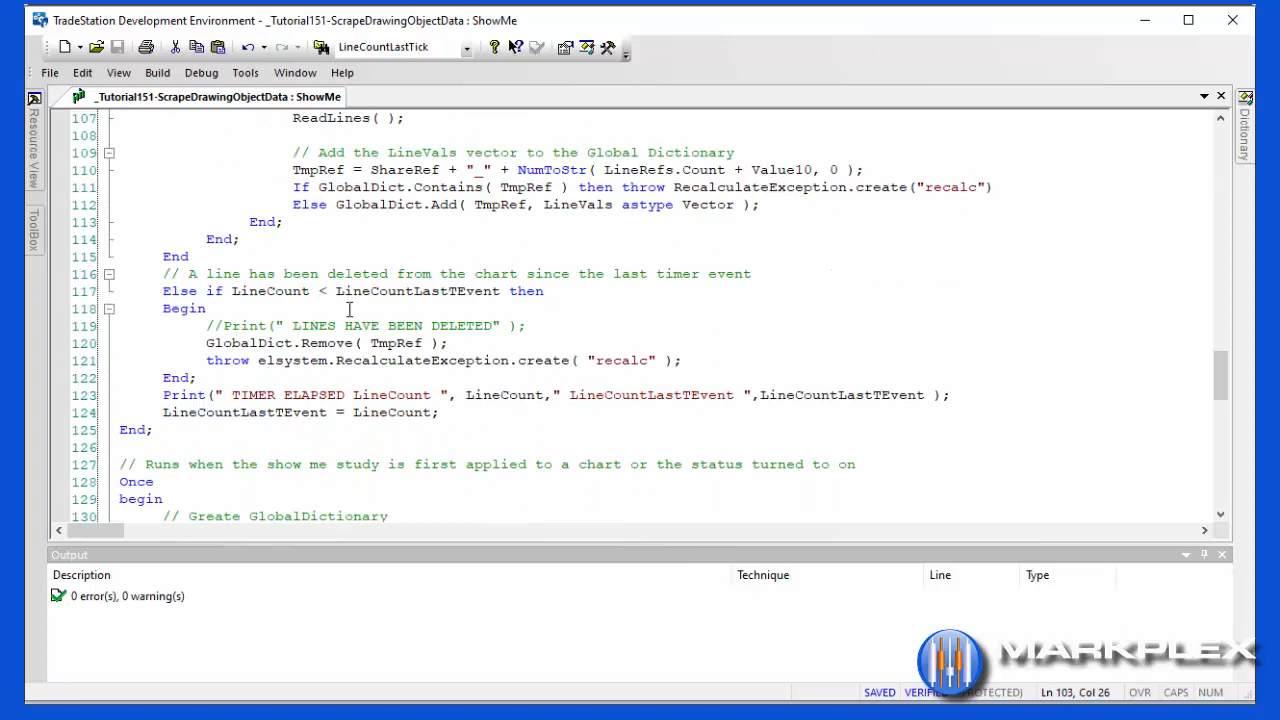 TradeStation Development Environment - _Tutorial151-ScrapeDrawingObjectData : ShowMe
LineCountLastTick
File Edit View Build Debug Tools Window Help
_Tutorial151-ScrapeDrawingObjectData : ShowMe
Resource View
ToolBox
Dictionary
107 ReadLines( );
108
109 // Add the LineVals vector to the Global Dictionary
110 TmpRef = ShareRef + "_" + NumToStr( LineRefs.Count + Value10, 0 );
111 If GlobalDict.Contains( TmpRef ) then throw RecalculateException.create("recalc")
112 Else GlobalDict.Add( TmpRef, LineVals astype Vector );
113 End;
114 End;
115 End
116 // A line has been deleted from the chart since the last timer event
117 Else if LineCount < LineCountLastTEvent then
118 Begin
119 //Print(" LINES HAVE BEEN DELETED" );
120 GlobalDict.Remove( TmpRef );
121 throw elsystem.RecalculateException.create( "recalc" );
122 End;
123 Print(" TIMER ELAPSED LineCount ", LineCount," LineCountLastTEvent ",LineCountLastTEvent );
124 LineCountLastTEvent = LineCount;
125 End;
126
127 // Runs when the show me study is first applied to a chart or the status turned to on
128 Once
129 begin
130 // Greate GlobalDictionary
Output
Description Technique Line Type
0 error(s), 0 warning(s)
MARKPLEX
SAVED Ln 103, Col 26 OVR CAPS NUM